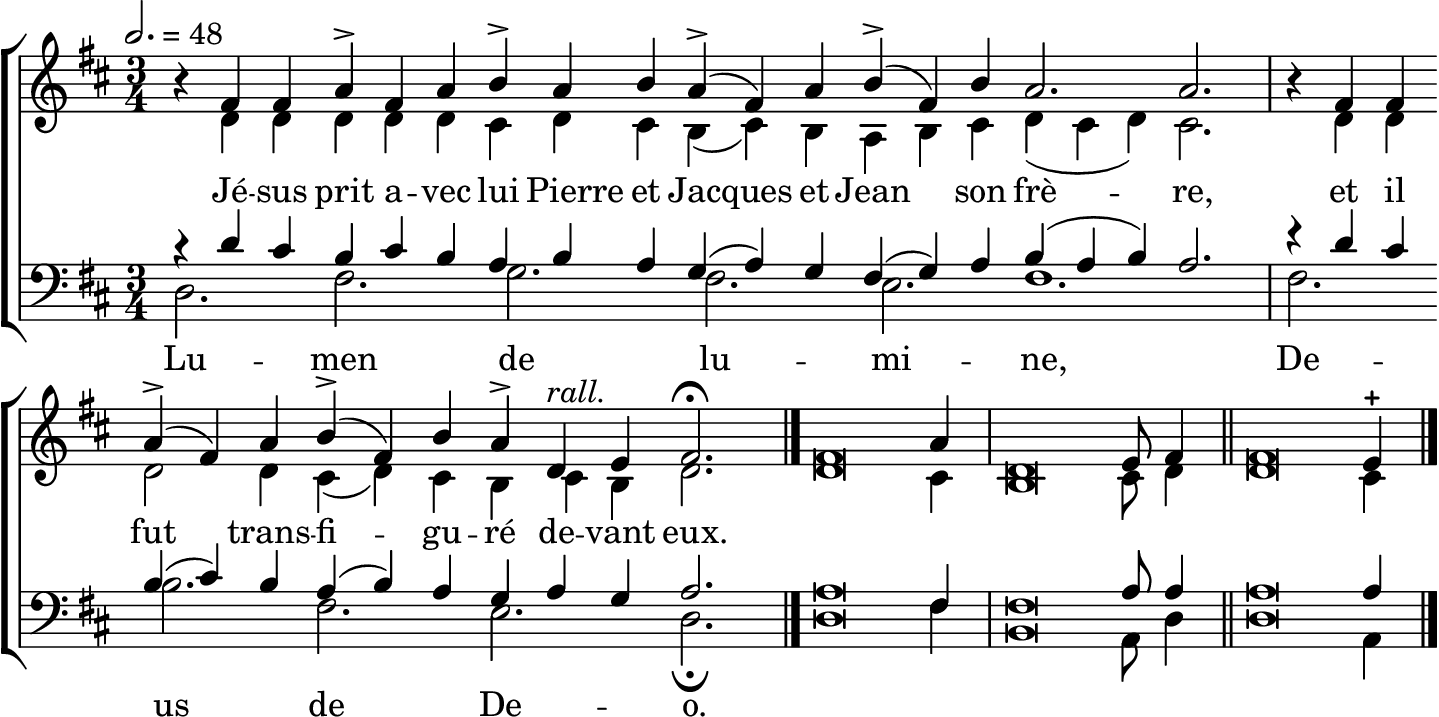 = 48
Jé -- sus prit a -- vec lui Pierre et Jacques et Jean son frè -- re, et il
Lu -- men de lu -- mi -- ne, De --
rall.
fut trans -- fi -- gu -- ré de -- vant eux.
us de De -- o.